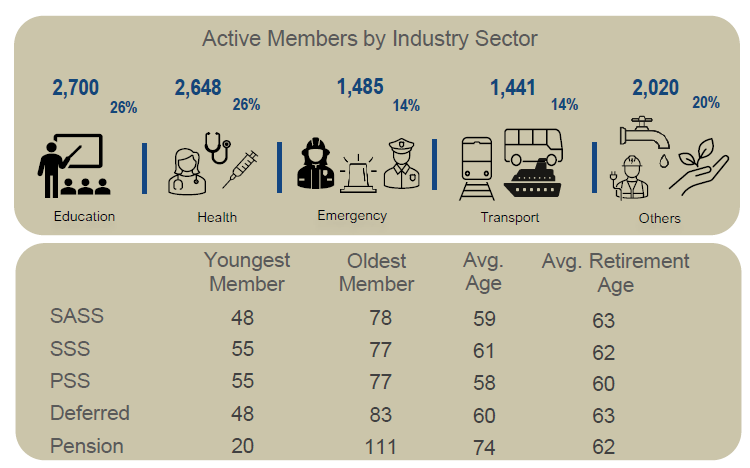 Active Members by Industry Sector
2,700 26% 2,648 26% 1,485 14% 1,441 14% 2,020 20%
Education Health Emergency Transport Others
Youngest Member Oldest Member Avg. Age Avg. Retirement Age
SASS 48 78 59 63
SSS 55 77 61 62
PSS 55 77 58 60
Deferred 48 83 60 63
Pension 20 111 74 62